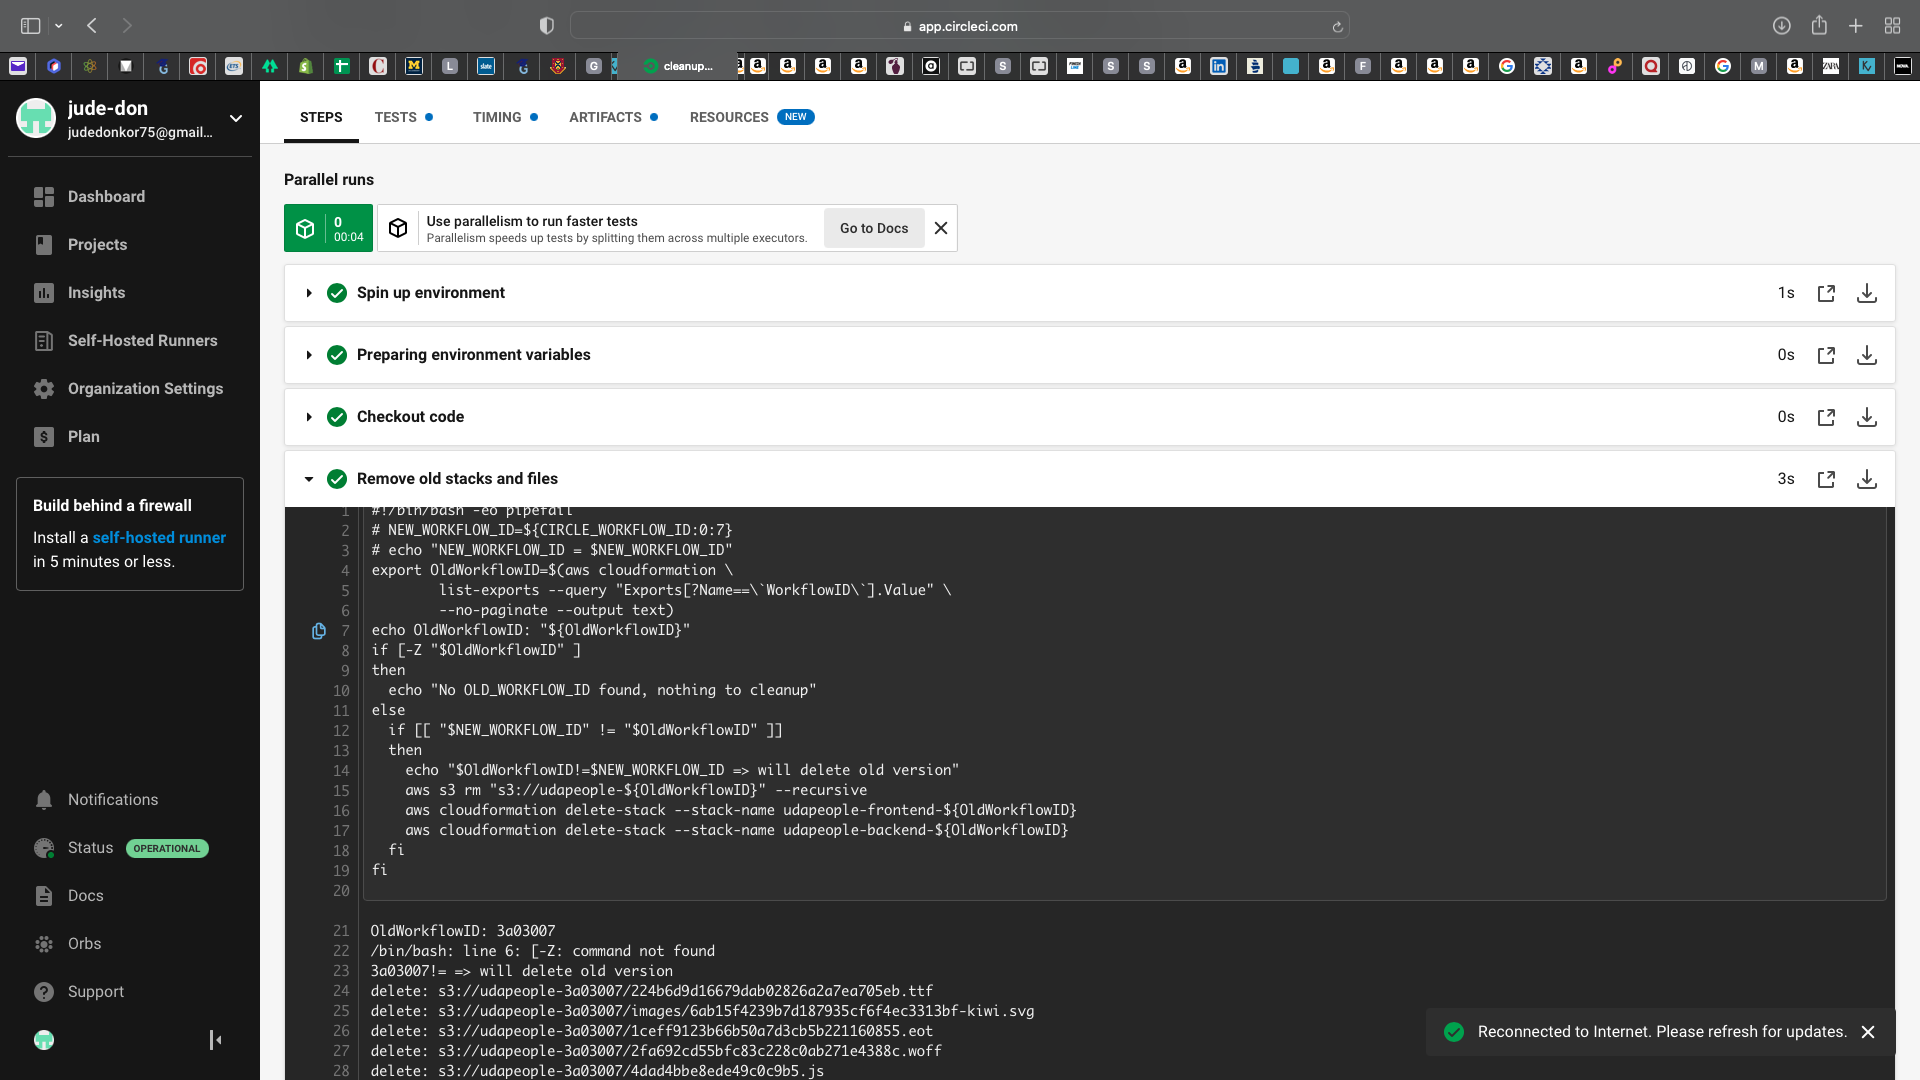 app.circleci.com
cleanup...
jude-don
judedonkor75@gmail...
Dashboard
Projects
Insights
Self-Hosted Runners
Organization Settings
Plan
Build behind a firewall
Install a self-hosted runner
in 5 minutes or less.
Notifications
Status OPERATIONAL
Docs
Orbs
Support
STEPS TESTS TIMING ARTIFACTS RESOURCES NEW
Parallel runs
0
00:04
Use parallelism to run faster tests
Parallelism speeds up tests by splitting them across multiple executors.
Go to Docs
Spin up environment 1s
Preparing environment variables 0s
Checkout code 0s
Remove old stacks and files 3s
1 #!/bin/bash -eo pipefail
2 # NEW_WORKFLOW_ID=${CIRCLE_WORKFLOW_ID:0:7}
3 # echo "NEW_WORKFLOW_ID = $NEW_WORKFLOW_ID"
4 export OldWorkflowID=$(aws cloudformation \
5 list-exports --query "Exports[?Name==\`WorkflowID\`].Value" \
6 --no-paginate --output text)
7 echo OldWorkflowID: "${OldWorkflowID}"
8 if [-Z "$OldWorkflowID" ]
9 then
10 echo "No OLD_WORKFLOW_ID found, nothing to cleanup"
11 else
12 if [[ "$NEW_WORKFLOW_ID" != "$OldWorkflowID" ]]
13 then
14 echo "$OldWorkflowID!=$NEW_WORKFLOW_ID => will delete old version"
15 aws s3 rm "s3://udapeople-${OldWorkflowID}" --recursive
16 aws cloudformation delete-stack --stack-name udapeople-frontend-${OldWorkflowID}
17 aws cloudformation delete-stack --stack-name udapeople-backend-${OldWorkflowID}
18 fi
19 fi
20
21 OldWorkflowID: 3a03007
22 /bin/bash: line 6: [-Z: command not found
23 3a03007!= => will delete old version
24 delete: s3://udapeople-3a03007/224b6d9d16679dab02826a2a7ea705eb.ttf
25 delete: s3://udapeople-3a03007/images/6ab15f4239b7d187935cf6f4ec3313bf-kiwi.svg
26 delete: s3://udapeople-3a03007/1ceff9123b66b50a7d3cb5b221160855.eot
27 delete: s3://udapeople-3a03007/2fa692cd55bfc83c228c0ab271e4388c.woff
28 delete: s3://udapeople-3a03007/4dad4bbe8ede49c0c9b5.js
Reconnected to Internet. Please refresh for updates.